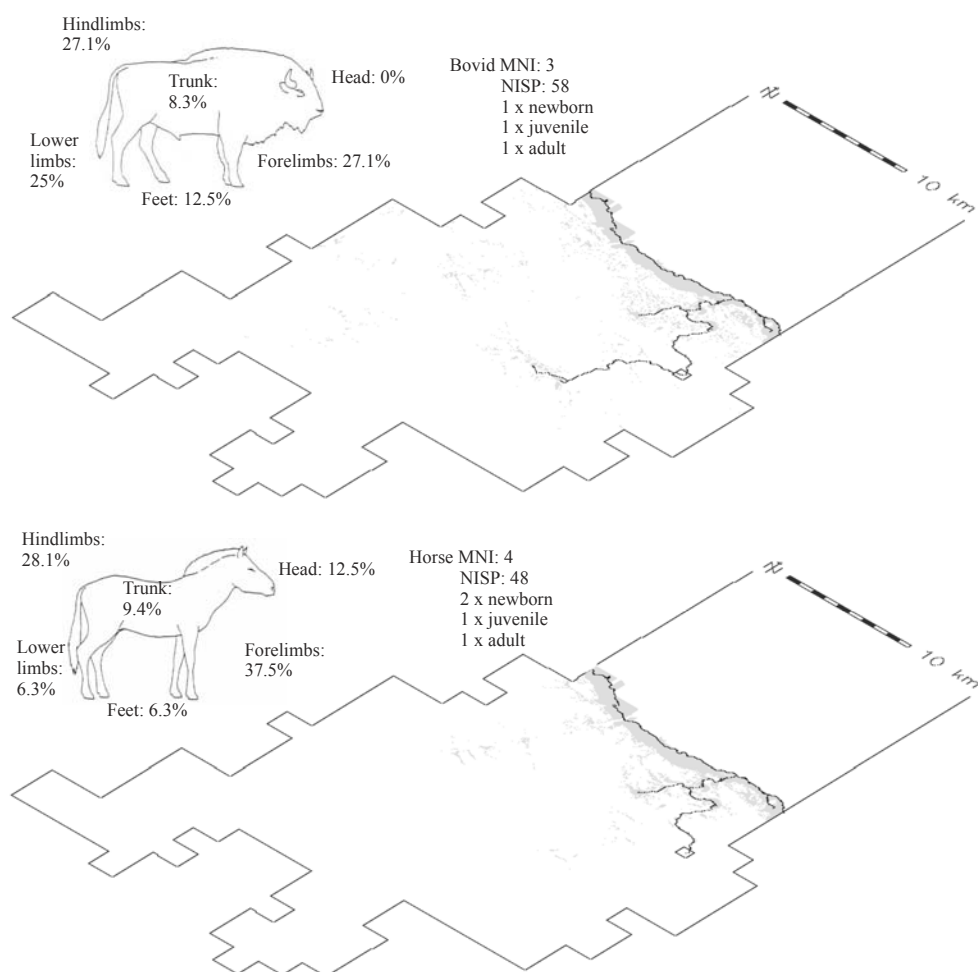 Hindlimbs:
27.1%
Trunk:
8.3%
Head: 0%
Lower
limbs:
25%
Forelimbs: 27.1%
Feet: 12.5%
Bovid MNI: 3
NISP: 58
1 x newborn
1 x juvenile
1 x adult
N
10 km
Hindlimbs:
28.1%
Trunk:
9.4%
Head: 12.5%
Lower
limbs:
6.3%
Forelimbs:
37.5%
Feet: 6.3%
Horse MNI: 4
NISP: 48
2 x newborn
1 x juvenile
1 x adult
N
10 km